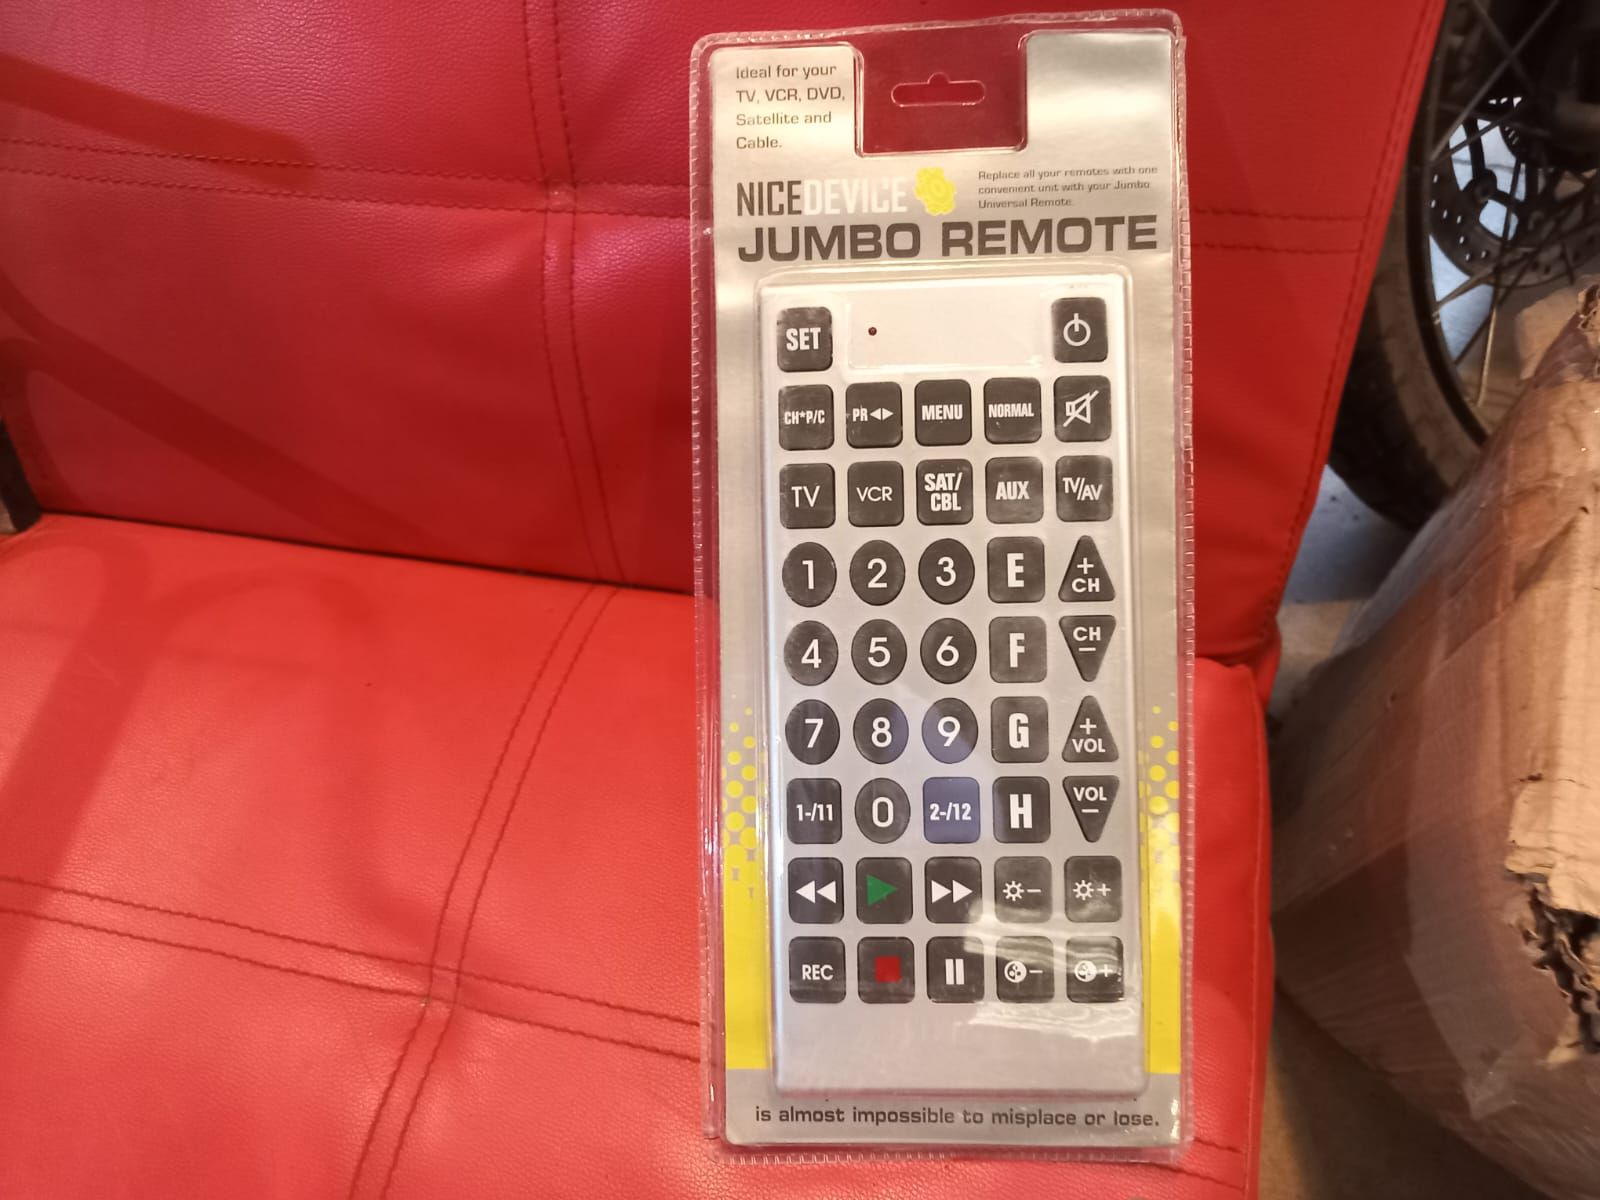 Ideal for your
TV, VCR, DVD,
Satellite and
Cable.
NICEDEVICE
Replace all your remotes with one
convenient unit with your Jumbo
Universal Remote.
JUMBO REMOTE
SET
CH*P/C PR MENU NORMAL
TV VCR SAT/CBL AUX TV/AV
1 2 3 E + CH
4 5 6 F CH −
7 8 9 G + VOL
1-/11 0 2-/12 H VOL −
− +
REC − +
is almost impossible to misplace or lose.